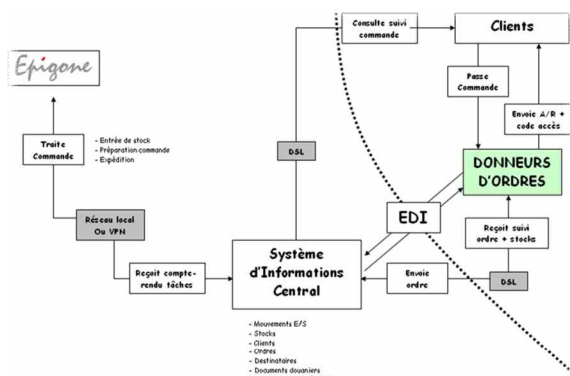 Consulte suivi
commande
Clients
Epigone
Passe
Commande
Envoie A/R +
code accès
Traite
Commande
- Entrée de stock
- Préparation commande
- Expédition
DSL
DONNEURS
D'ORDRES
Réseau local
Ou VPN
EDI
Reçoit suivi
ordre + stocks
Système
d'Informations
Central
Reçoit compte-
rendu tâches
Envoie
ordre
DSL
- Mouvements E/S
- Stocks
- Clients
- Ordres
- Destinataires
- Documents douaniers